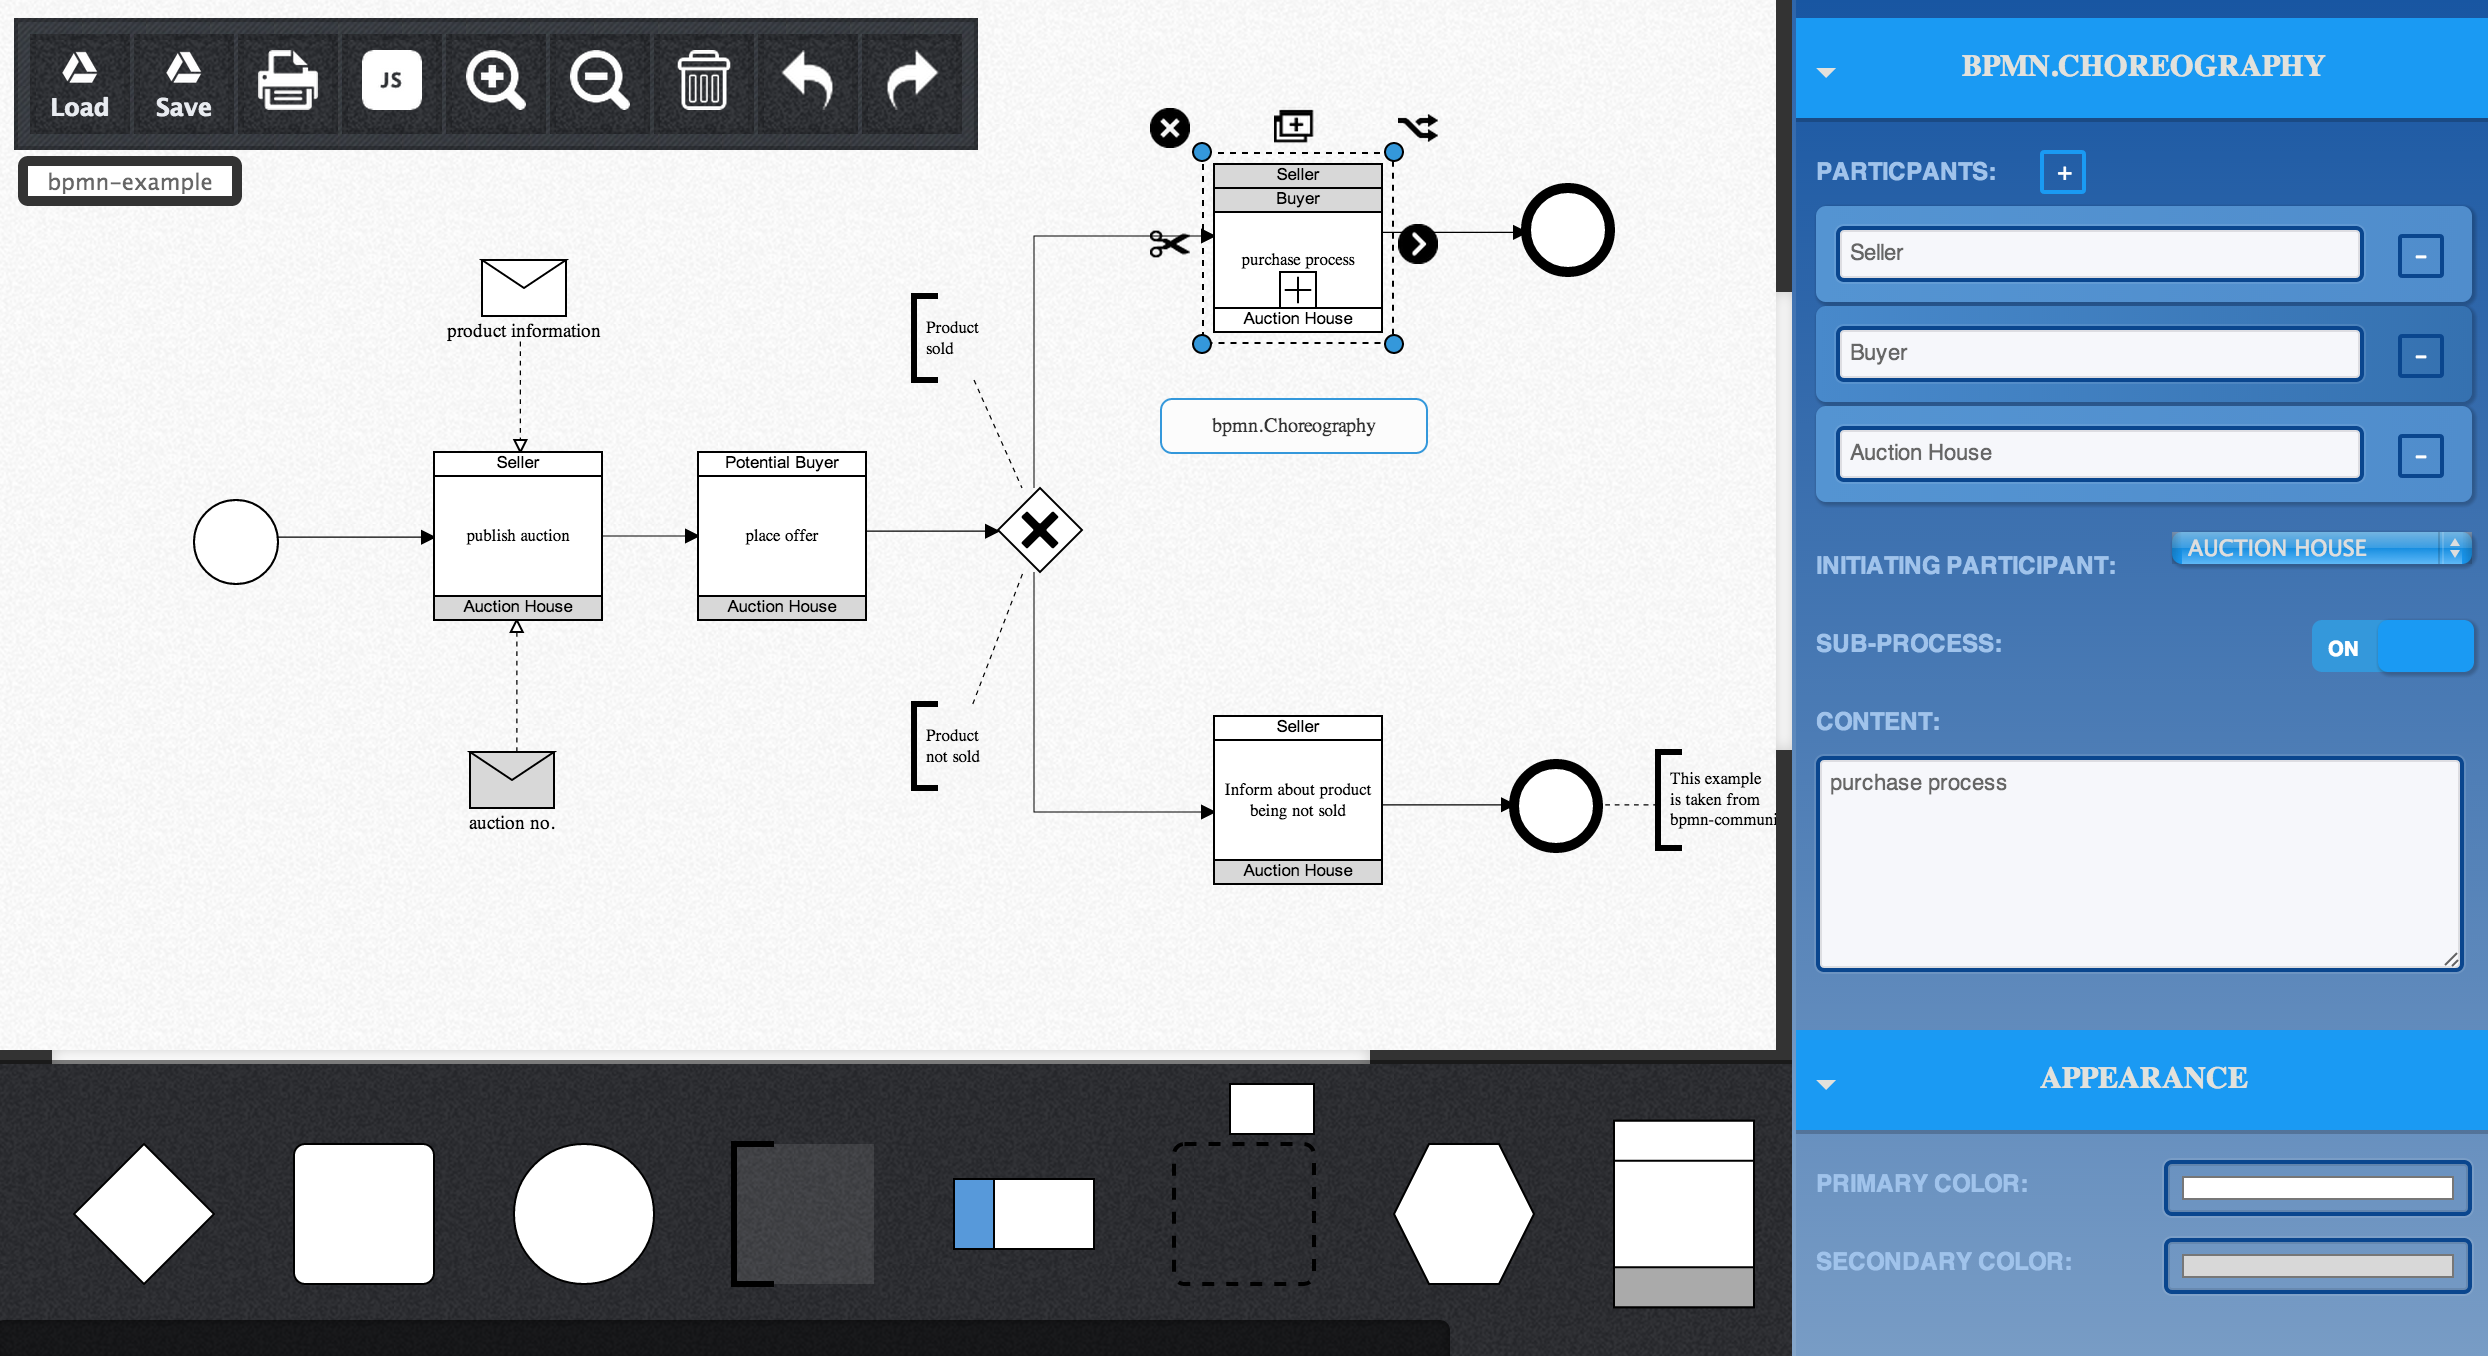 Load
Save
JS
bpmn-example
product information
Seller
publish auction
Auction House
auction no.
Potential Buyer
place offer
Auction House
Product
sold
Product
not sold
Seller
Buyer
purchase process
Auction House
bpmn.Choreography
Seller
Inform about product
being not sold
Auction House
This example
is taken from
bpmn-communi
BPMN.CHOREOGRAPHY
PARTICPANTS:
+
Seller
-
Buyer
-
Auction House
-
INITIATING PARTICIPANT:
AUCTION HOUSE
SUB-PROCESS:
ON
CONTENT:
purchase process
APPEARANCE
PRIMARY COLOR:
SECONDARY COLOR: